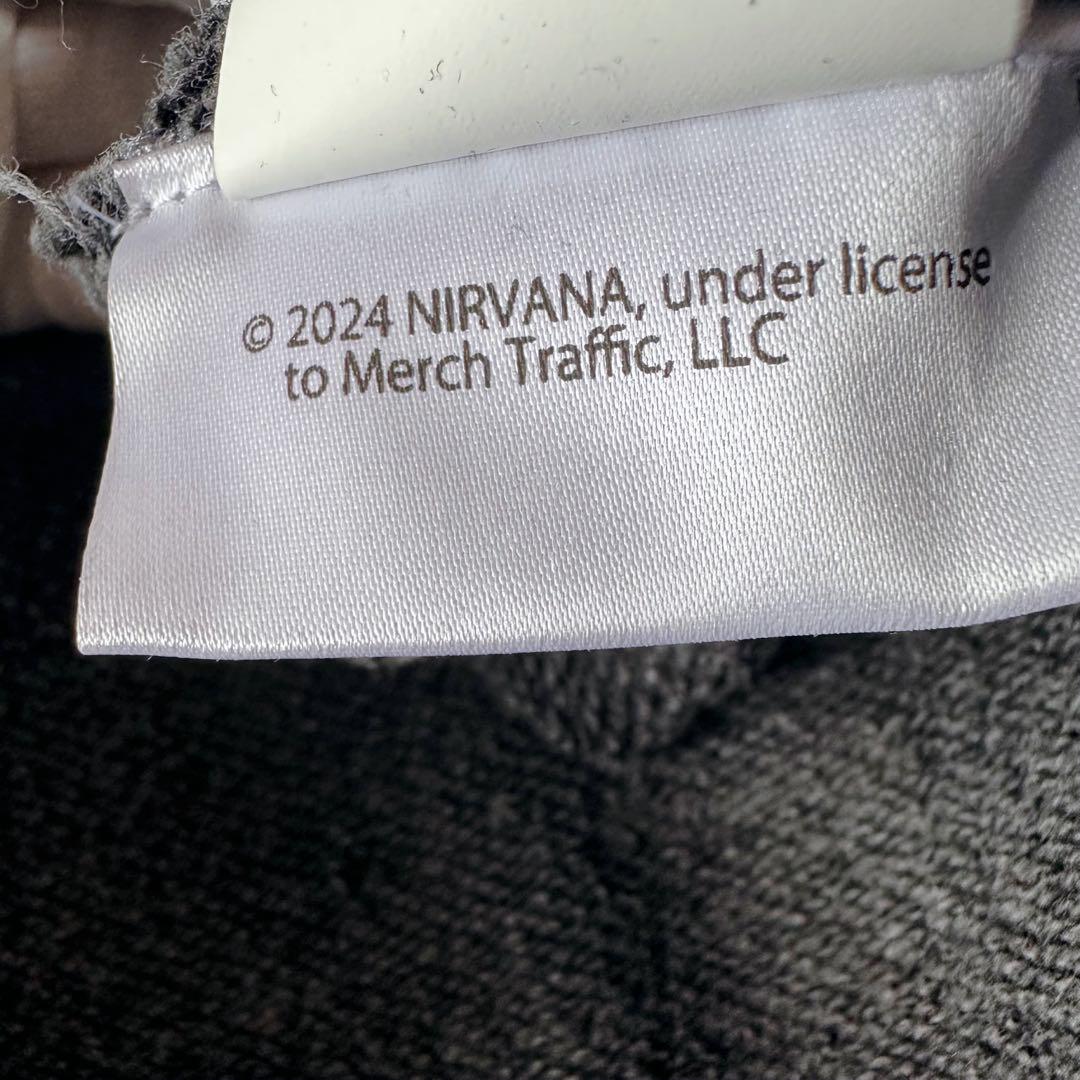 © 2024 NIRVANA, under license
to Merch Traffic, LLC